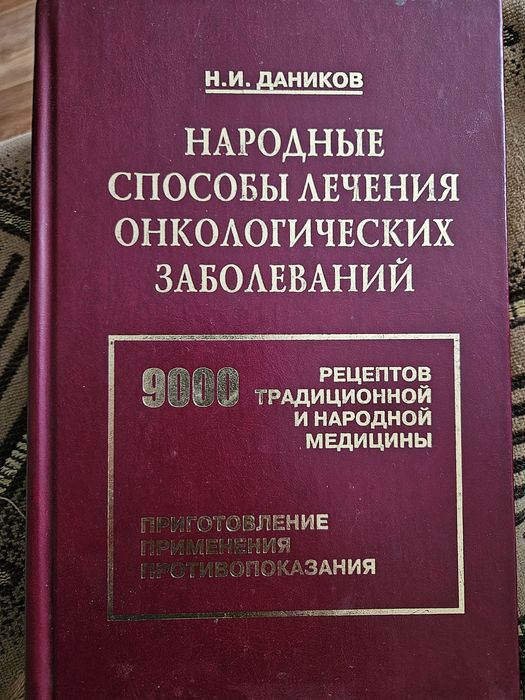 Н.И. ДАНИКОВ
НАРОДНЫЕ
СПОСОБЫ ЛЕЧЕНИЯ
ОНКОЛОГИЧЕСКИХ
ЗАБОЛЕВАНИЙ
9000 РЕЦЕПТОВ
ТРАДИЦИОННОЙ
И НАРОДНОЙ
МЕДИЦИНЫ
ПРИГОТОВЛЕНИЕ
ПРИМЕНЕНИЯ
ПРОТИВОПОКАЗАНИЯ